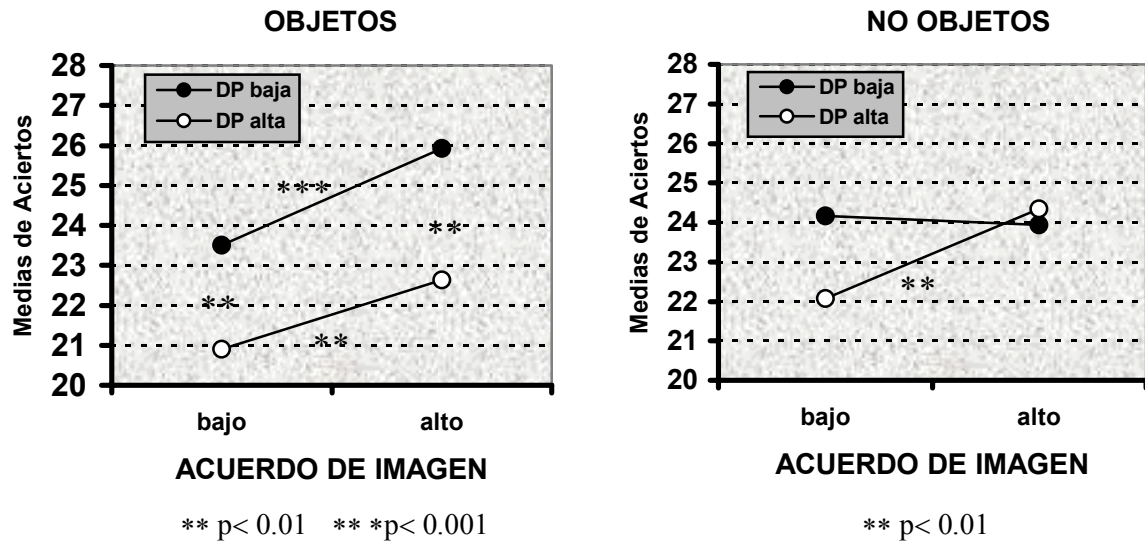 OBJETOS
28
27
26
25
24
23
22
21
20
Medias de Aciertos
DP baja
DP alta
***
**
**
**
bajo alto
ACUERDO DE IMAGEN
** p< 0.01 ** *p< 0.001
NO OBJETOS
28
27
26
25
24
23
22
21
20
Medias de Aciertos
DP baja
DP alta
**
bajo alto
ACUERDO DE IMAGEN
** p< 0.01